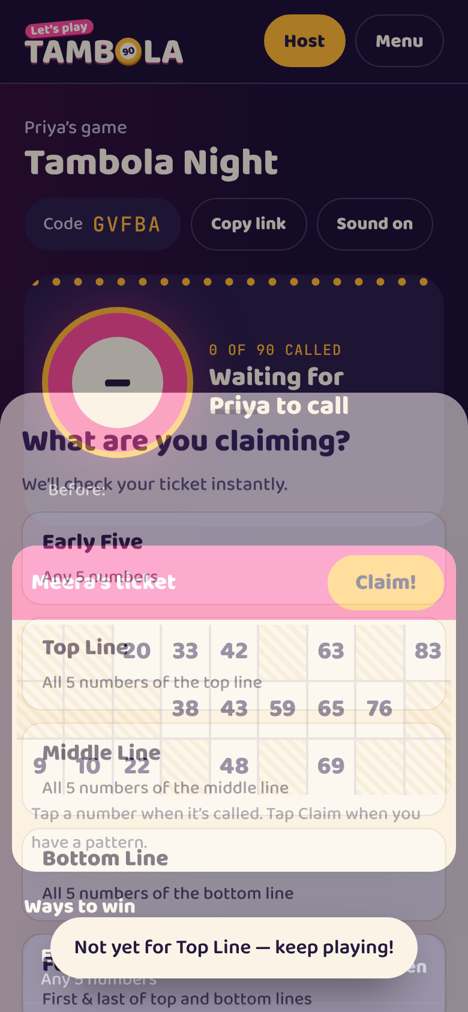 Let's play
TAMBOLA
90
Host
Menu
Priya's game
Tambola Night
Code GVFBA
Copy link
Sound on
0 OF 90 CALLED
–
Waiting for
Priya to call
What are you claiming?
We'll check your ticket instantly.
Before:
Early Five
Any 5 numbers
Meera's ticket
Claim!
Top Line
20 33 42 63 83
All 5 numbers of the top line
38 43 59 65 76
Middle Line
9 10 22 48 69
All 5 numbers of the middle line
Tap a number when it's called. Tap Claim when you
have a pattern.
Bottom Line
All 5 numbers of the bottom line
Ways to win
Not yet for Top Line — keep playing!
Any 5 numbers
First & last of top and bottom lines